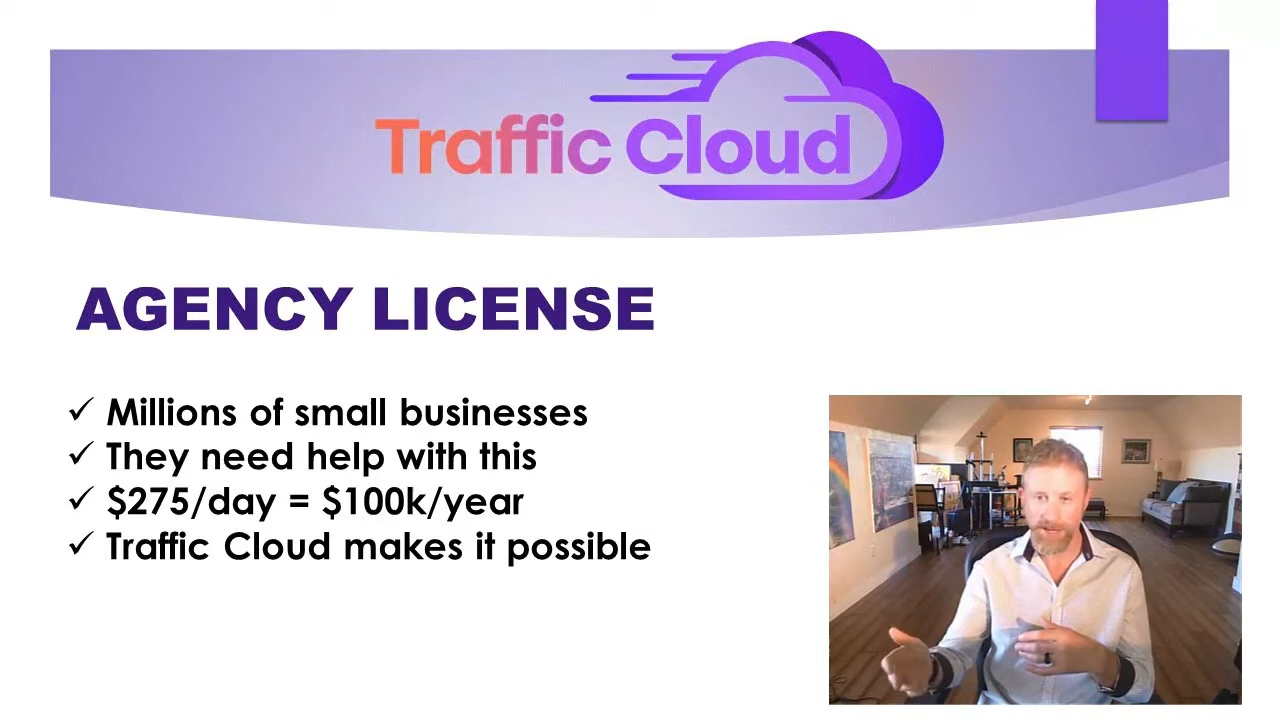 Traffic Cloud
AGENCY LICENSE
✓ Millions of small businesses
✓ They need help with this
✓ $275/day = $100k/year
✓ Traffic Cloud makes it possible